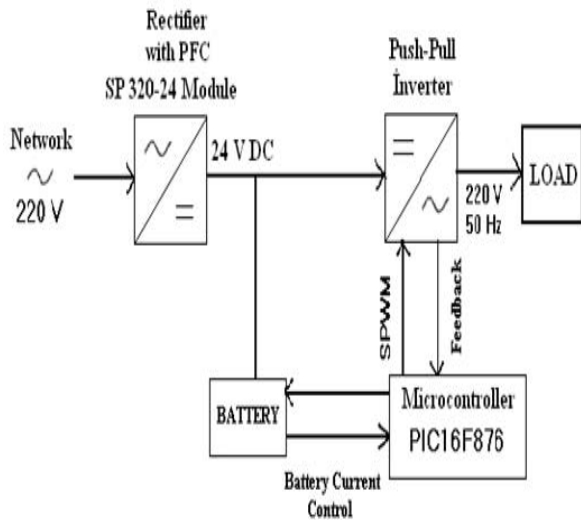 Rectifier
with PFC
SP 320-24 Module
Network
220 V
24 V DC
Push-Pull
İnverter
220 V
50 Hz
LOAD
SPWM
Feedback
BATTERY
Microcontroller
PIC16F876
Battery Current
Control